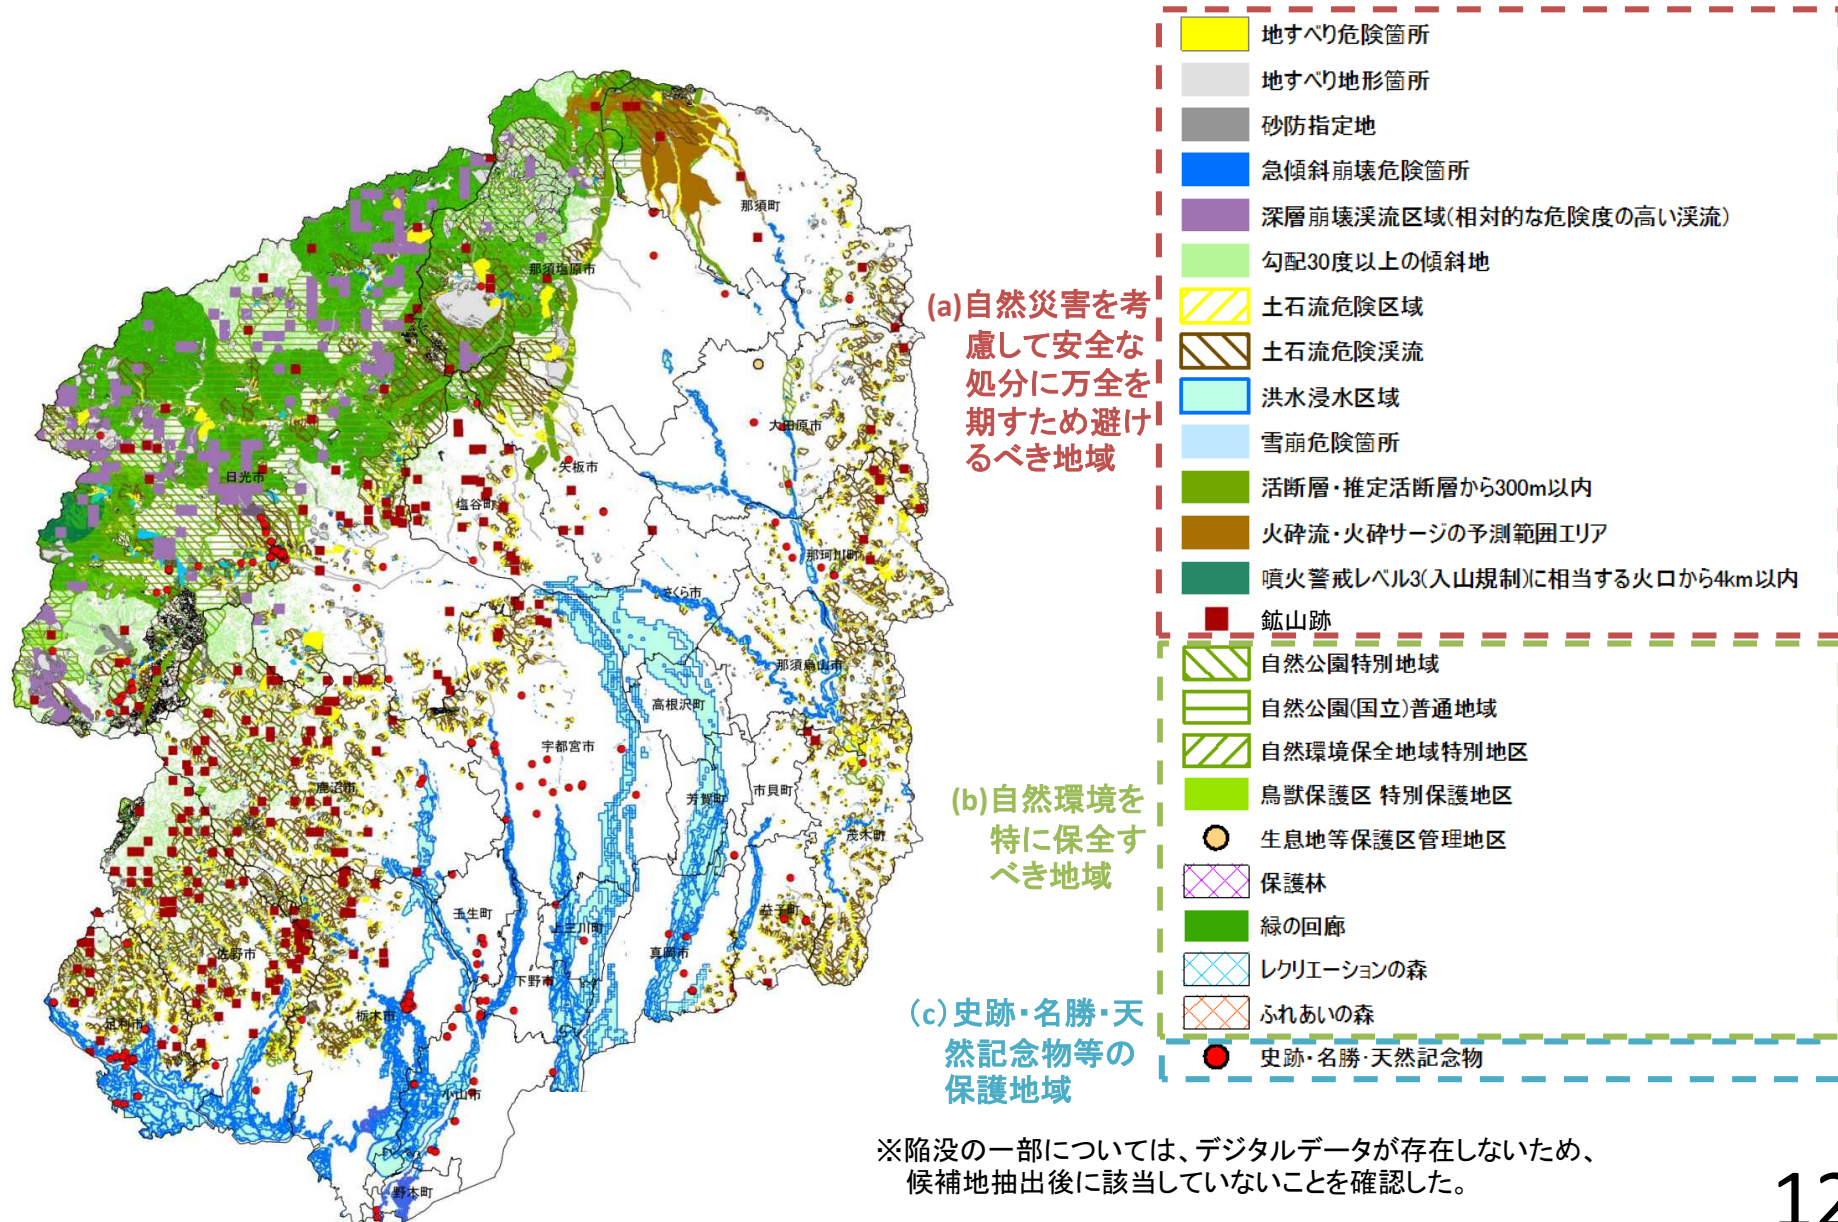 地すべり危険箇所
地すべり地形箇所
砂防指定地
急傾斜崩壊危険箇所
深層崩壊渓流区域(相対的な危険度の高い渓流)
勾配30度以上の傾斜地
土石流危険区域
土石流危険渓流
洪水浸水区域
雪崩危険箇所
活断層・推定活断層から300m以内
火砕流・火砕サージの予測範囲エリア
噴火警戒レベル3(入山規制)に相当する火口から4km以内
鉱山跡
(a)自然災害を考
慮して安全な
処分に万全を
期すため避け
るべき地域
自然公園特別地域
自然公園(国立)普通地域
自然環境保全地域特別地区
鳥獣保護区 特別保護地区
生息地等保護区管理地区
保護林
緑の回廊
レクリエーションの森
ふれあいの森
(b)自然環境を
特に保全す
べき地域
史跡・名勝・天然記念物
(c)史跡・名勝・天
然記念物等の
保護地域
那須町
那須塩原市
大田原市
矢板市
日光市
塩谷町
那珂川町
さくら市
那須烏山市
高根沢町
宇都宮市
鹿沼市
芳賀町
市貝町
茂木町
壬生町
上三川町
益子町
真岡市
佐野市
下野市
栃木市
足利市
小山市
野木町
※陥没の一部については、デジタルデータが存在しないため、
候補地抽出後に該当していないことを確認した。
12